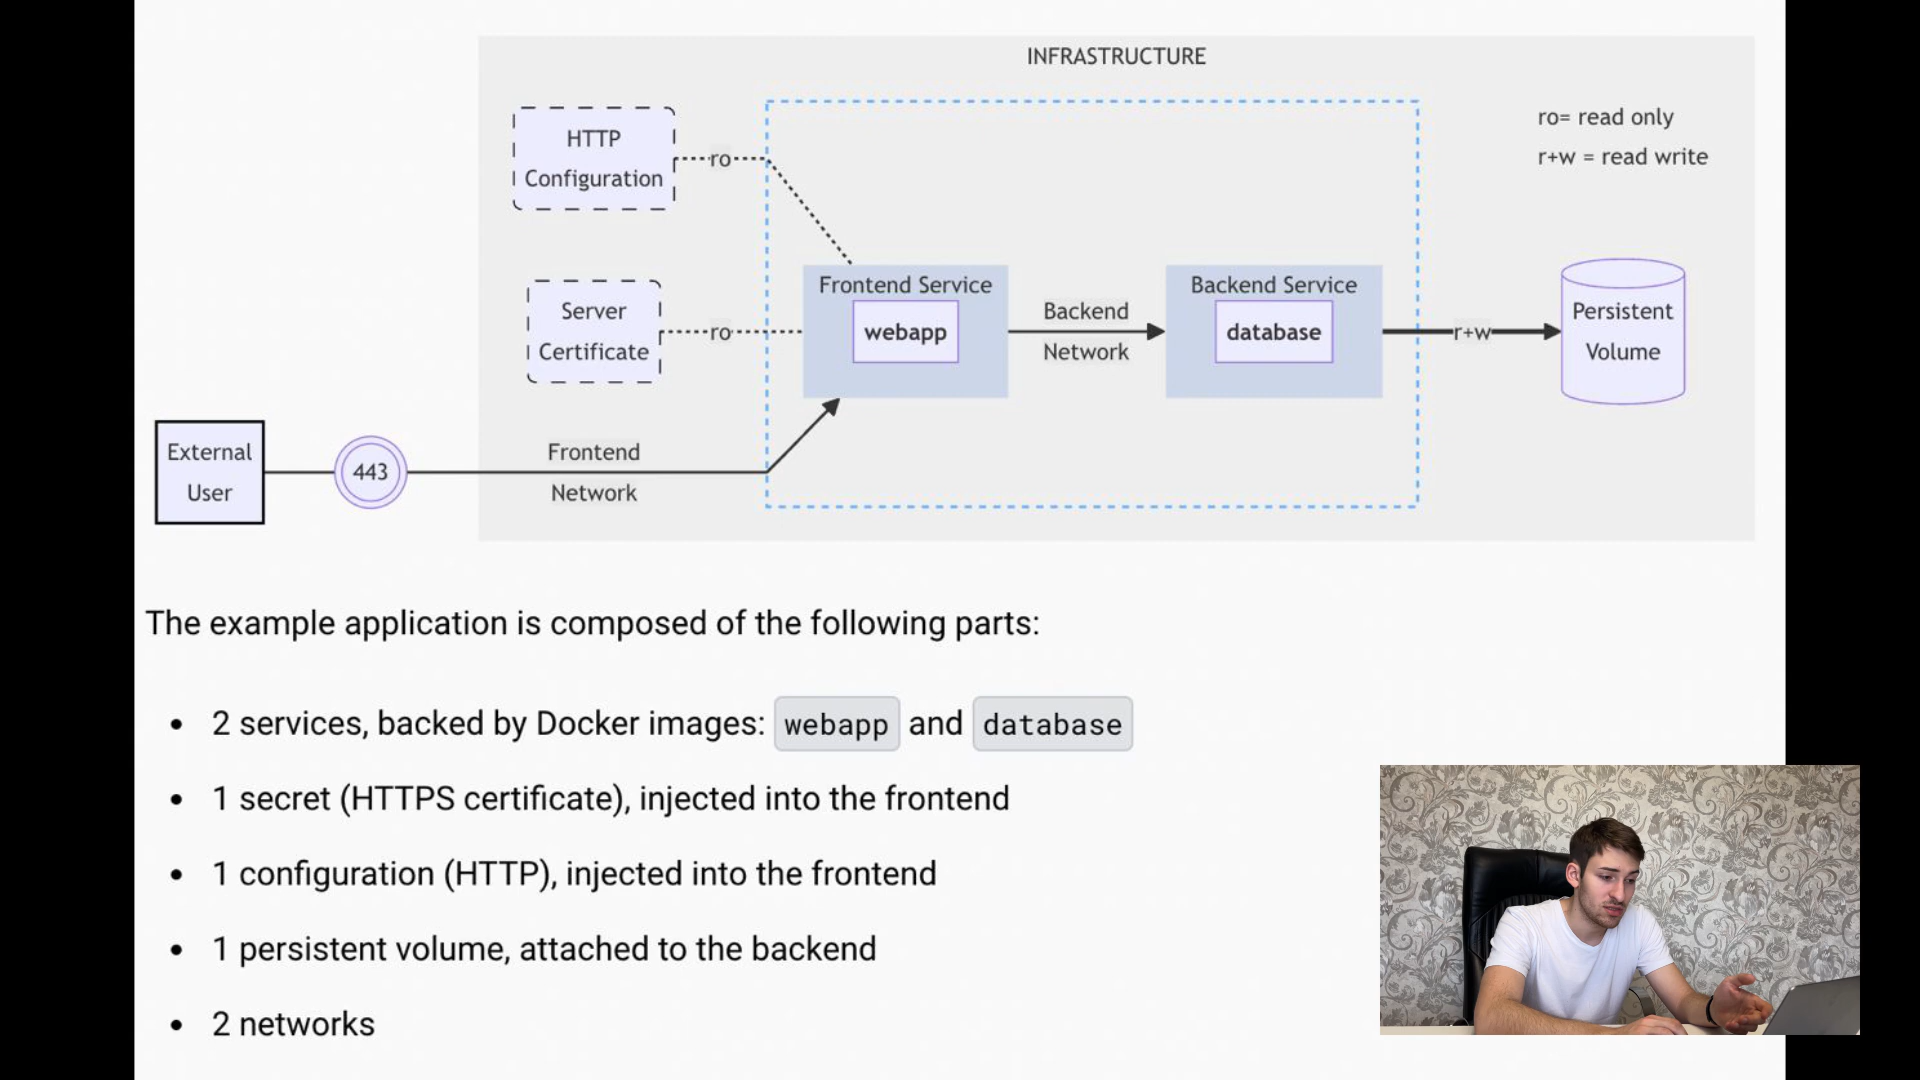 INFRASTRUCTURE
HTTP
Configuration
ro
ro= read only
r+w = read write
Server
Certificate
ro
Frontend Service
webapp
Backend
Network
Backend Service
database
r+w
Persistent
Volume
External
User
443
Frontend
Network
The example application is composed of the following parts:
• 2 services, backed by Docker images: webapp and database
• 1 secret (HTTPS certificate), injected into the frontend
• 1 configuration (HTTP), injected into the frontend
• 1 persistent volume, attached to the backend
• 2 networks